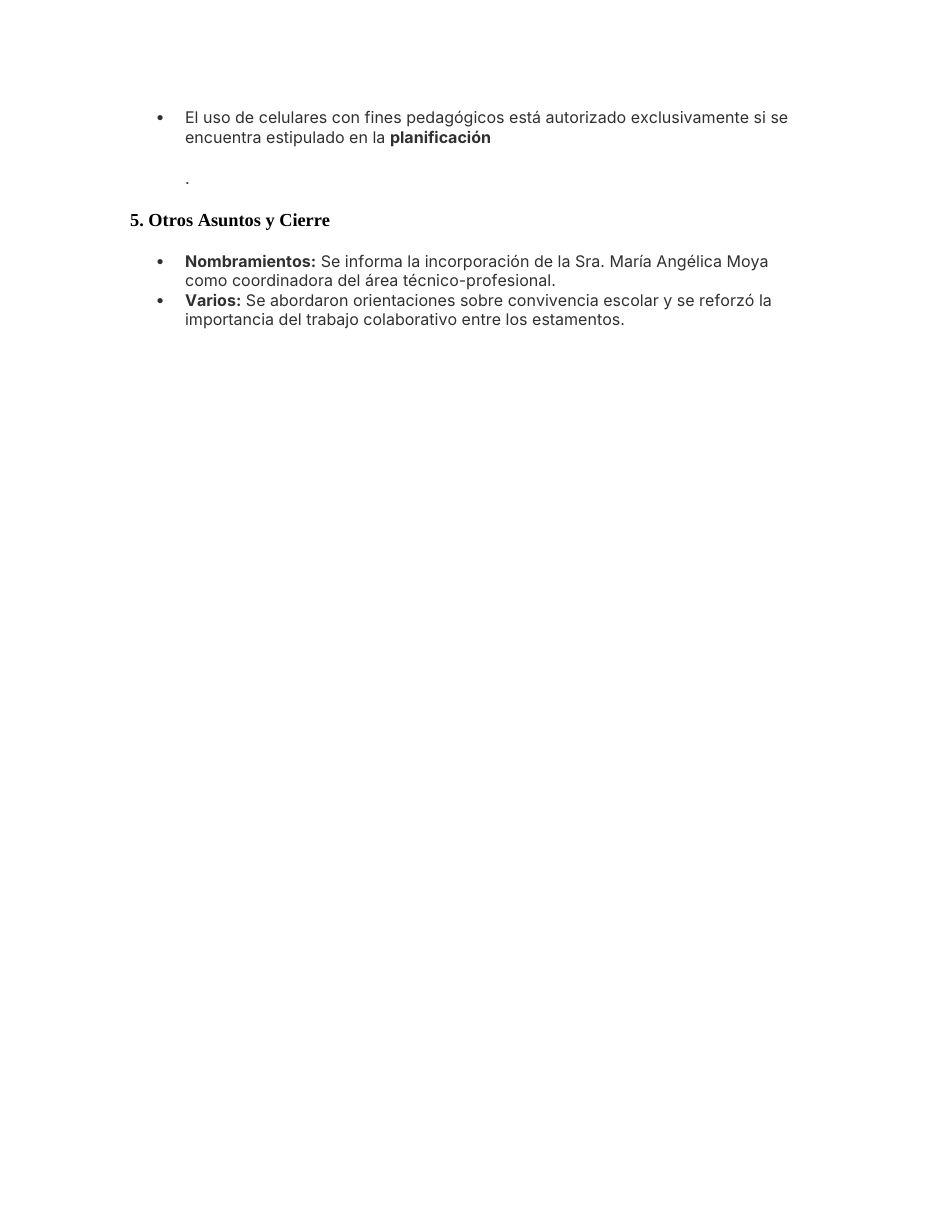 • El uso de celulares con fines pedagógicos está autorizado exclusivamente si se
encuentra estipulado en la planificación
.
5. Otros Asuntos y Cierre
• Nombramientos: Se informa la incorporación de la Sra. María Angélica Moya
como coordinadora del área técnico-profesional.
• Varios: Se abordaron orientaciones sobre convivencia escolar y se reforzó la
importancia del trabajo colaborativo entre los estamentos.